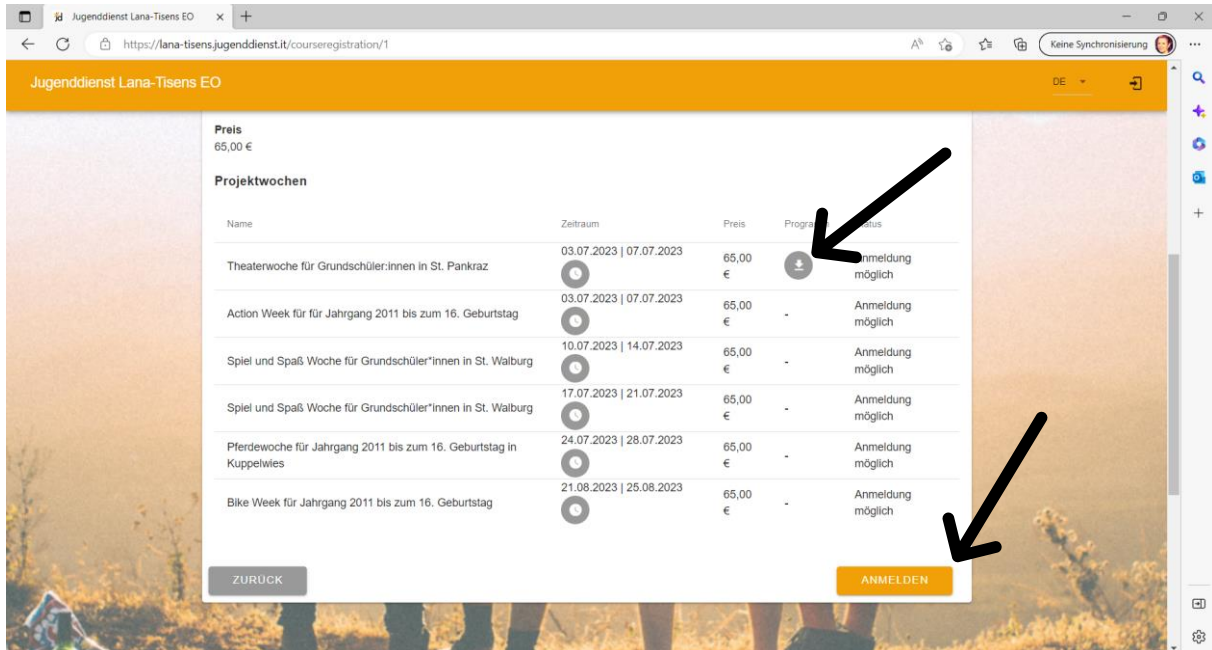 Jugenddienst Lana-Tisens EO
https://lana-tisens.jugenddienst.it/courseregistration/1
Keine Synchronisierung
Jugenddienst Lana-Tisens EO
DE
Preis
65,00 €
Projektwochen
Name Zeitraum Preis
Theaterwoche für Grundschüler:innen in St. Pankraz 03.07.2023 | 07.07.2023 65,00 € Anmeldung möglich
Action Week für für Jahrgang 2011 bis zum 16. Geburtstag 03.07.2023 | 07.07.2023 65,00 € - Anmeldung möglich
Spiel und Spaß Woche für Grundschüler*innen in St. Walburg 10.07.2023 | 14.07.2023 65,00 € - Anmeldung möglich
Spiel und Spaß Woche für Grundschüler*innen in St. Walburg 17.07.2023 | 21.07.2023 65,00 € - Anmeldung möglich
Pferdewoche für Jahrgang 2011 bis zum 16. Geburtstag in Kuppelwies 24.07.2023 | 28.07.2023 65,00 € - Anmeldung möglich
Bike Week für Jahrgang 2011 bis zum 16. Geburtstag 21.08.2023 | 25.08.2023 65,00 € - Anmeldung möglich
ZURÜCK ANMELDEN